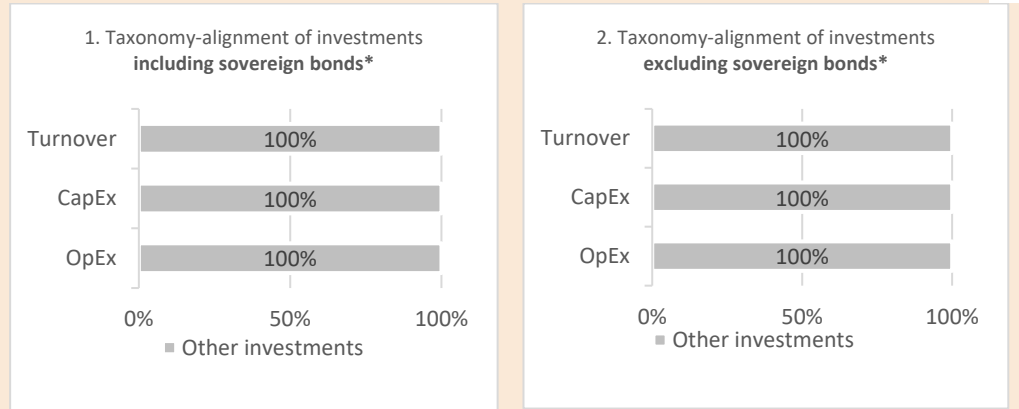 1. Taxonomy-alignment of investments
including sovereign bonds*
Turnover
100%
CapEx
100%
OpEx
100%
0%
50%
100%
Other investments
2. Taxonomy-alignment of investments
excluding sovereign bonds*
Turnover
100%
CapEx
100%
OpEx
100%
0%
50%
100%
Other investments